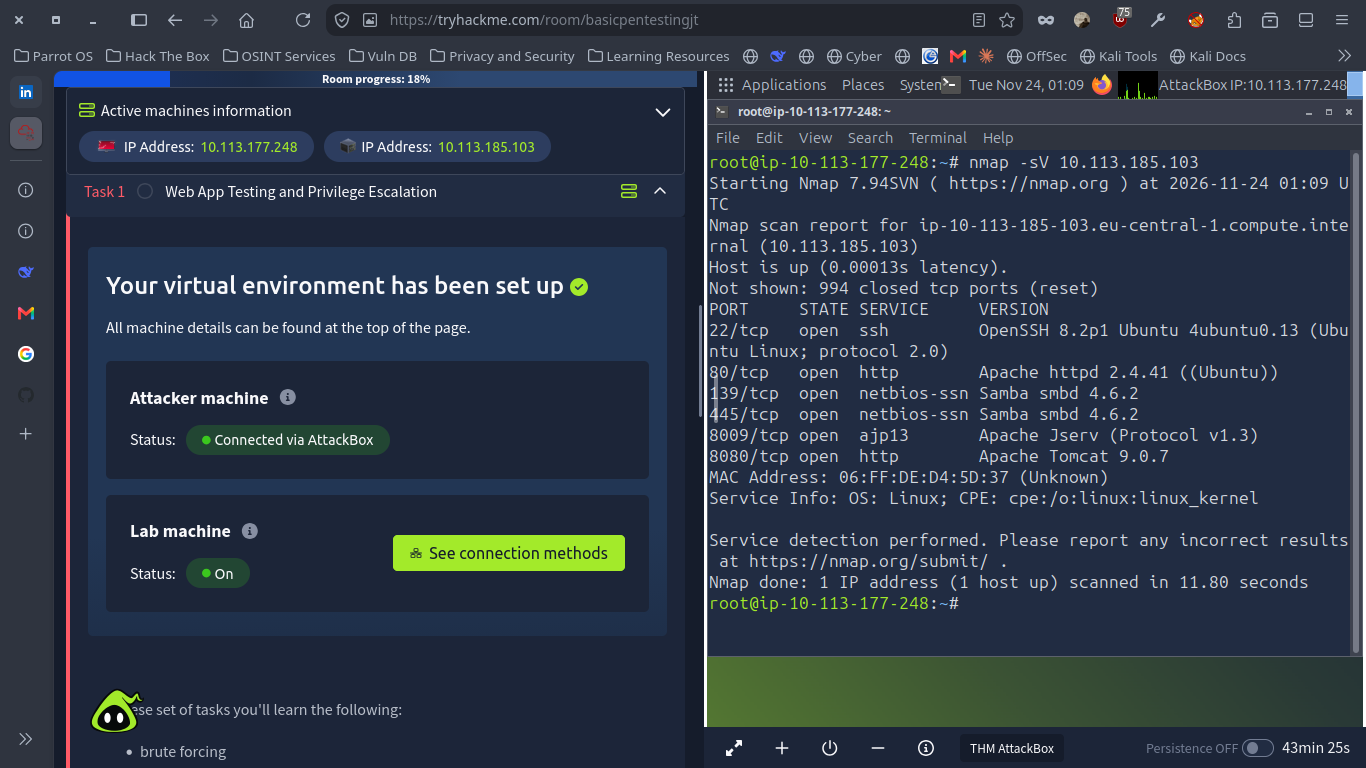 https://tryhackme.com/room/basicpentestingjt
75
Parrot OS
Hack The Box
OSINT Services
Vuln DB
Privacy and Security
Learning Resources
Cyber
OffSec
Kali Tools
Kali Docs
Room progress: 18%
Active machines information
IP Address: 10.113.177.248
IP Address: 10.113.185.103
Task 1
Web App Testing and Privilege Escalation
Your virtual environment has been set up
All machine details can be found at the top of the page.
Attacker machine
Status: Connected via AttackBox
Lab machine
Status: On
See connection methods
ese set of tasks you'll learn the following:
• brute forcing
Applications Places System Tue Nov 24, 01:09 AttackBox IP:10.113.177.248
root@ip-10-113-177-248: ~
File Edit View Search Terminal Help
root@ip-10-113-177-248:~# nmap -sV 10.113.185.103
Starting Nmap 7.94SVN ( https://nmap.org ) at 2026-11-24 01:09 U
TC
Nmap scan report for ip-10-113-185-103.eu-central-1.compute.inte
rnal (10.113.185.103)
Host is up (0.00013s latency).
Not shown: 994 closed tcp ports (reset)
PORT     STATE SERVICE     VERSION
22/tcp   open  ssh         OpenSSH 8.2p1 Ubuntu 4ubuntu0.13 (Ubu
ntu Linux; protocol 2.0)
80/tcp   open  http        Apache httpd 2.4.41 ((Ubuntu))
139/tcp  open  netbios-ssn Samba smbd 4.6.2
445/tcp  open  netbios-ssn Samba smbd 4.6.2
8009/tcp open  ajp13       Apache Jserv (Protocol v1.3)
8080/tcp open  http        Apache Tomcat 9.0.7
MAC Address: 06:FF:DE:D4:5D:37 (Unknown)
Service Info: OS: Linux; CPE: cpe:/o:linux:linux_kernel
Service detection performed. Please report any incorrect results
 at https://nmap.org/submit/ .
Nmap done: 1 IP address (1 host up) scanned in 11.80 seconds
root@ip-10-113-177-248:~#
THM AttackBox
Persistence OFF
43min 25s